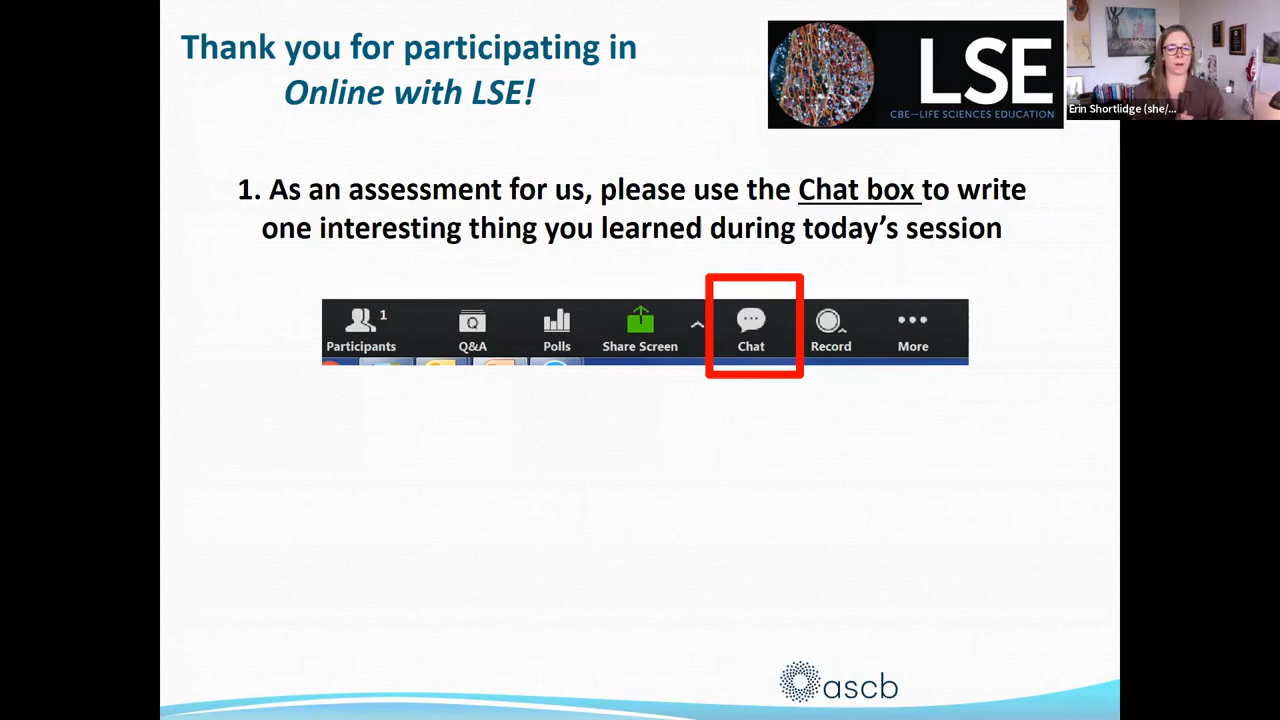 Thank you for participating in
Online with LSE!
LSE
CBE—LIFE SCIENCES EDUCATION
Erin Shortlidge (she/...
1. As an assessment for us, please use the Chat box to write
one interesting thing you learned during today's session
1
Participants
Q
Q&A
Polls
Share Screen
Chat
Record
More
ascb